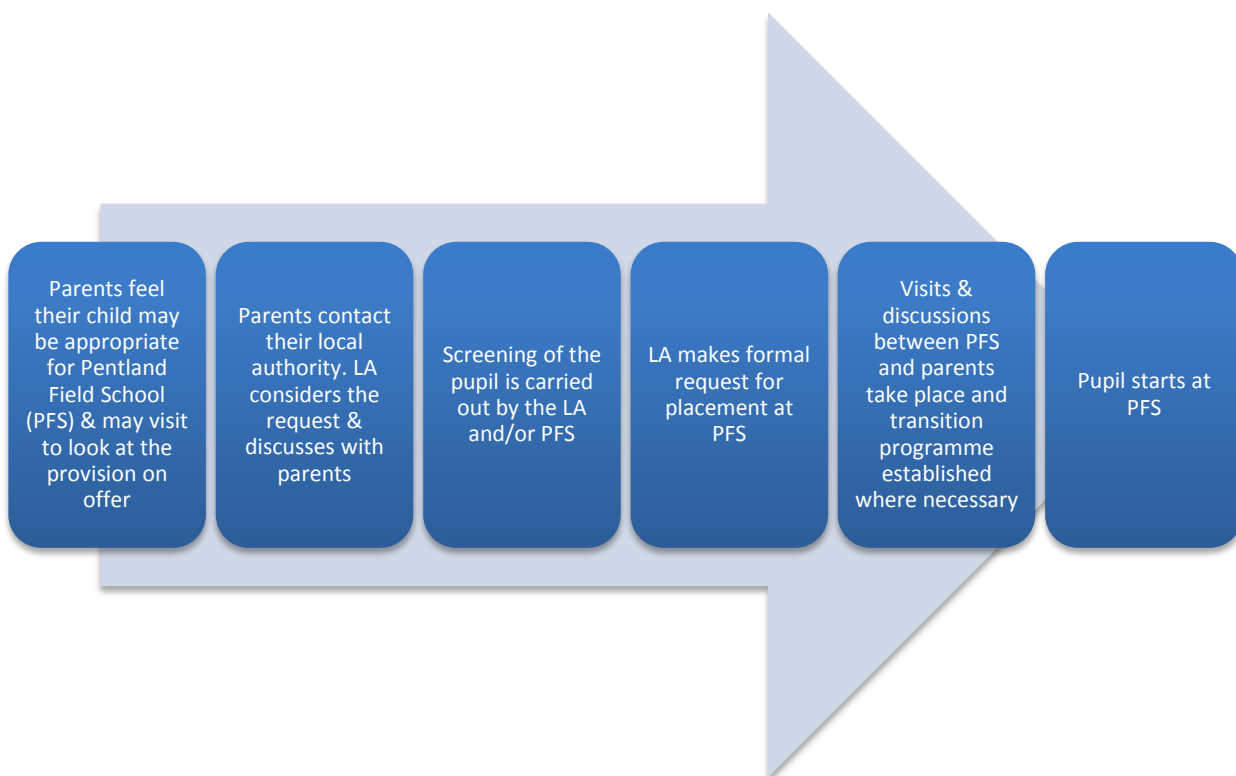 Parents feel
their child may
be appropriate
for Pentland
Field School
(PFS) & may visit
to look at the
provision on
offer
Parents contact
their local
authority. LA
considers the
request &
discusses with
parents
Screening of the
pupil is carried
out by the LA
and/or PFS
LA makes formal
request for
placement at
PFS
Visits &
discussions
between PFS
and parents
take place and
transition
programme
established
where necessary
Pupil starts at
PFS